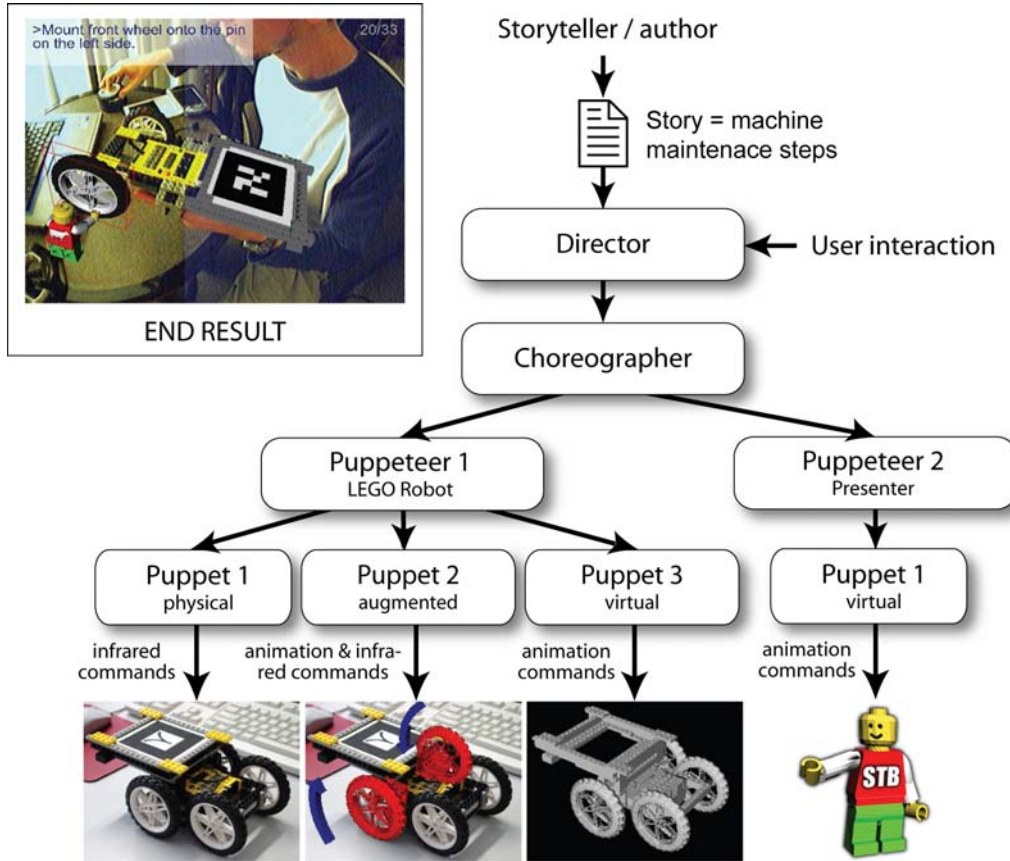 >Mount front wheel onto the pin
on the left side.
20/33
END RESULT
Storyteller / author
Story = machine
maintenace steps
Director
User interaction
Choreographer
Puppeteer 1
LEGO Robot
Puppeteer 2
Presenter
Puppet 1
physical
Puppet 2
augmented
Puppet 3
virtual
Puppet 1
virtual
infrared
commands
animation & infra-
red commands
animation
commands
animation
commands
STB